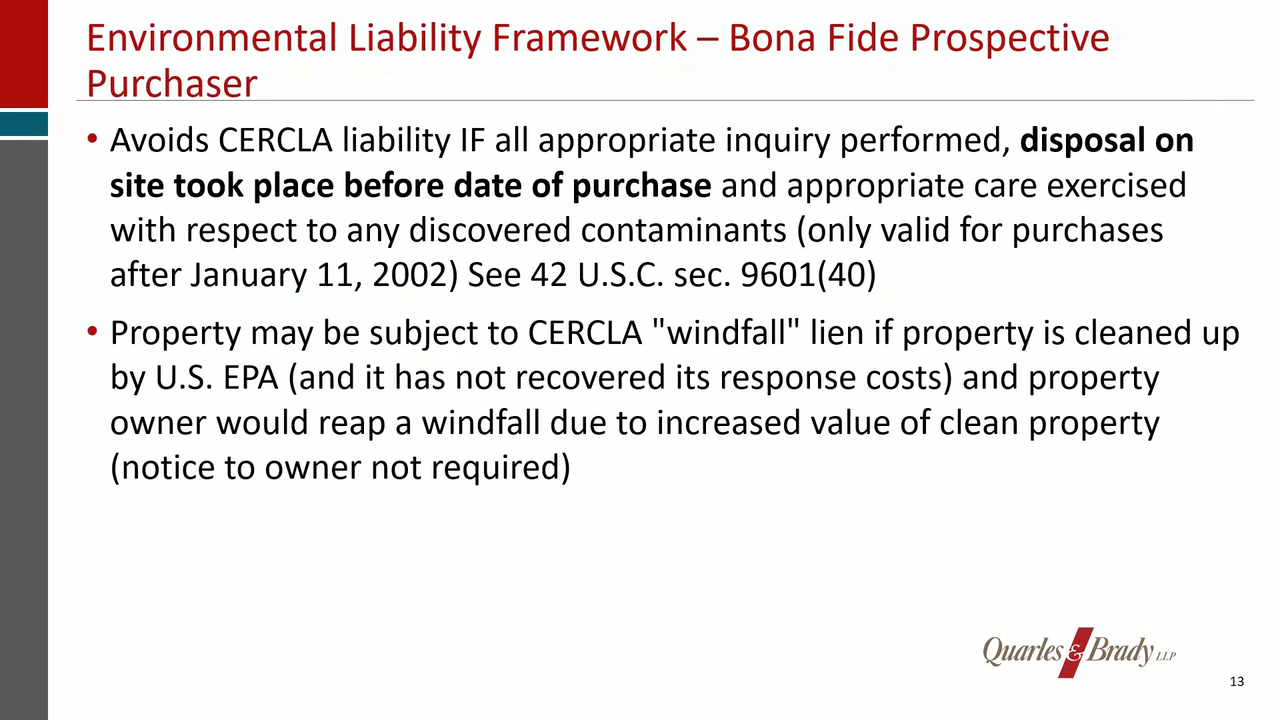 Environmental Liability Framework – Bona Fide Prospective
Purchaser
• Avoids CERCLA liability IF all appropriate inquiry performed, disposal on
site took place before date of purchase and appropriate care exercised
with respect to any discovered contaminants (only valid for purchases
after January 11, 2002) See 42 U.S.C. sec. 9601(40)
• Property may be subject to CERCLA "windfall" lien if property is cleaned up
by U.S. EPA (and it has not recovered its response costs) and property
owner would reap a windfall due to increased value of clean property
(notice to owner not required)
Quarles & Brady LLP
13